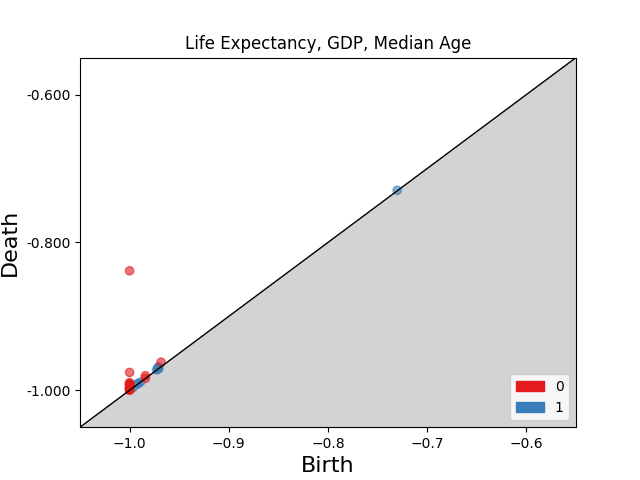 Life Expectancy, GDP, Median Age
Death
-0.600
-0.800
-1.000
0
1
−1.0 −0.9 −0.8 −0.7 −0.6
Birth